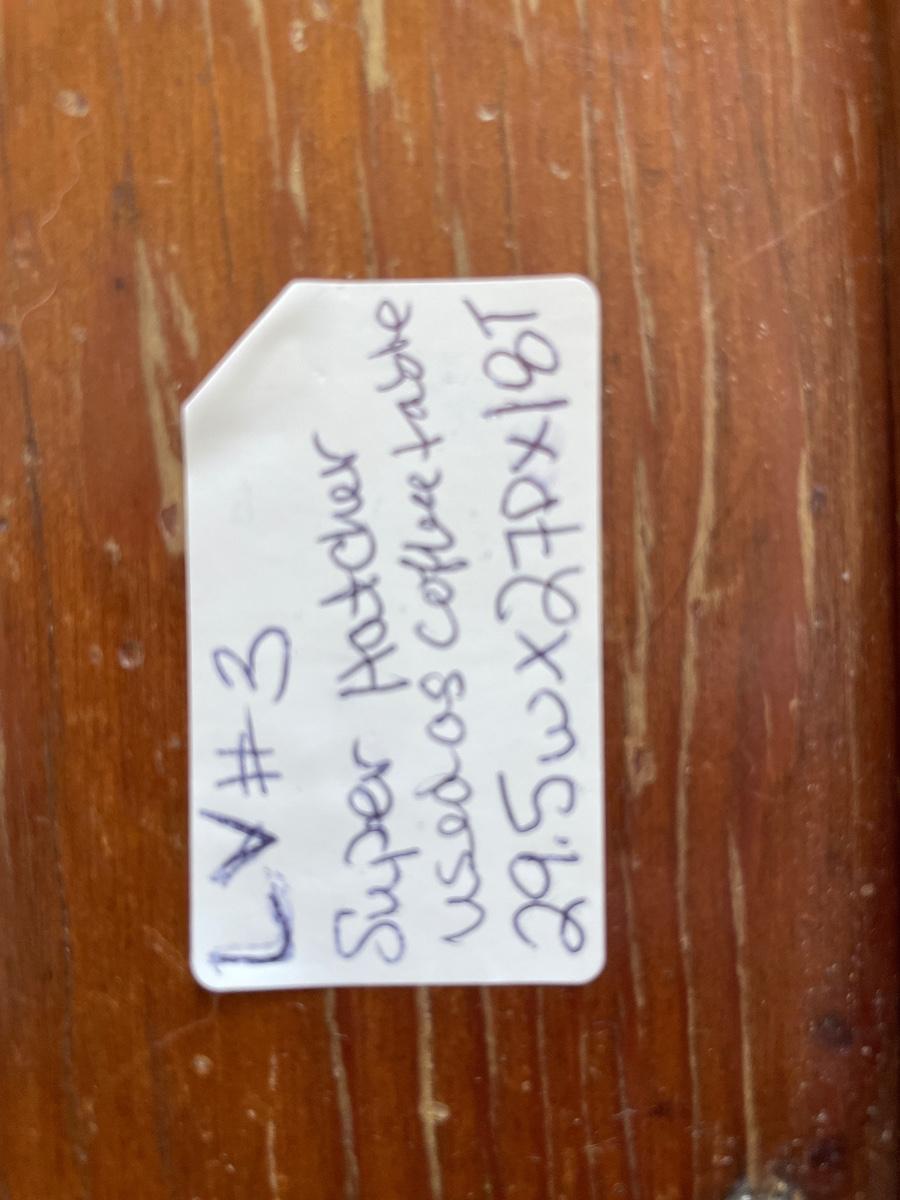 LV#3
Super Hatcher
used as coffee table
29.5W X 27D X 18T